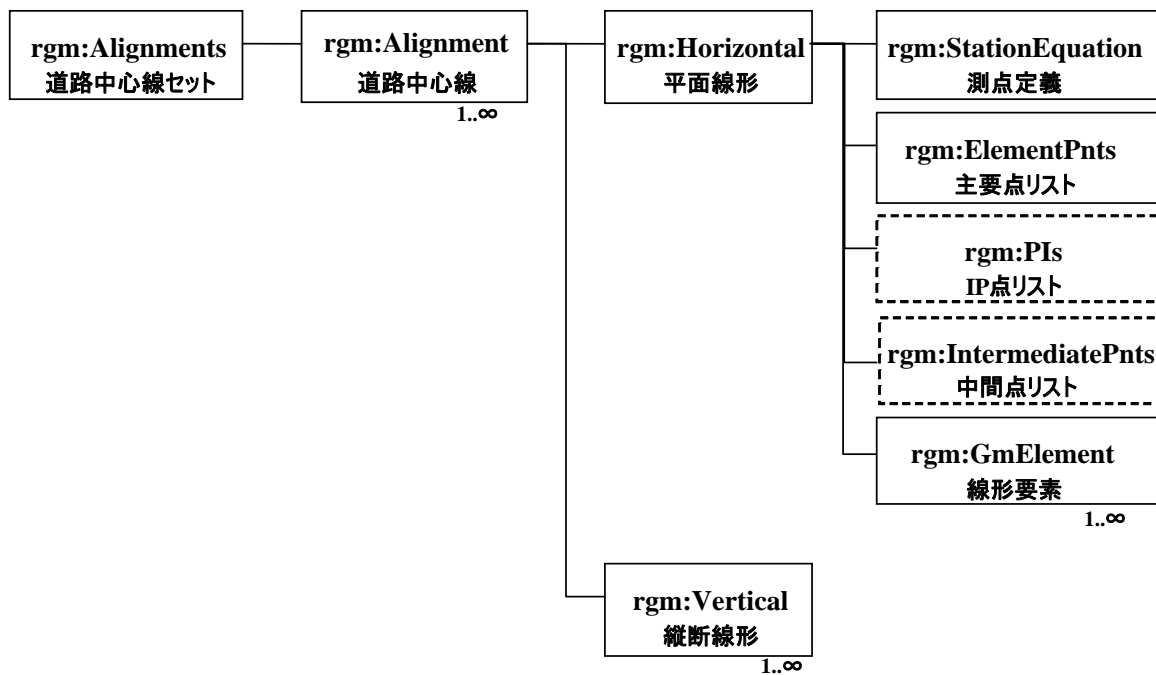 rgm:Alignments
道路中心線セット
rgm:Alignment
道路中心線
1..∞
rgm:Horizontal
平面線形
rgm:StationEquation
測点定義
rgm:ElementPnts
主要点リスト
rgm:PIs
IP点リスト
rgm:IntermediatePnts
中間点リスト
rgm:GmElement
線形要素
1..∞
rgm:Vertical
縦断線形
1..∞